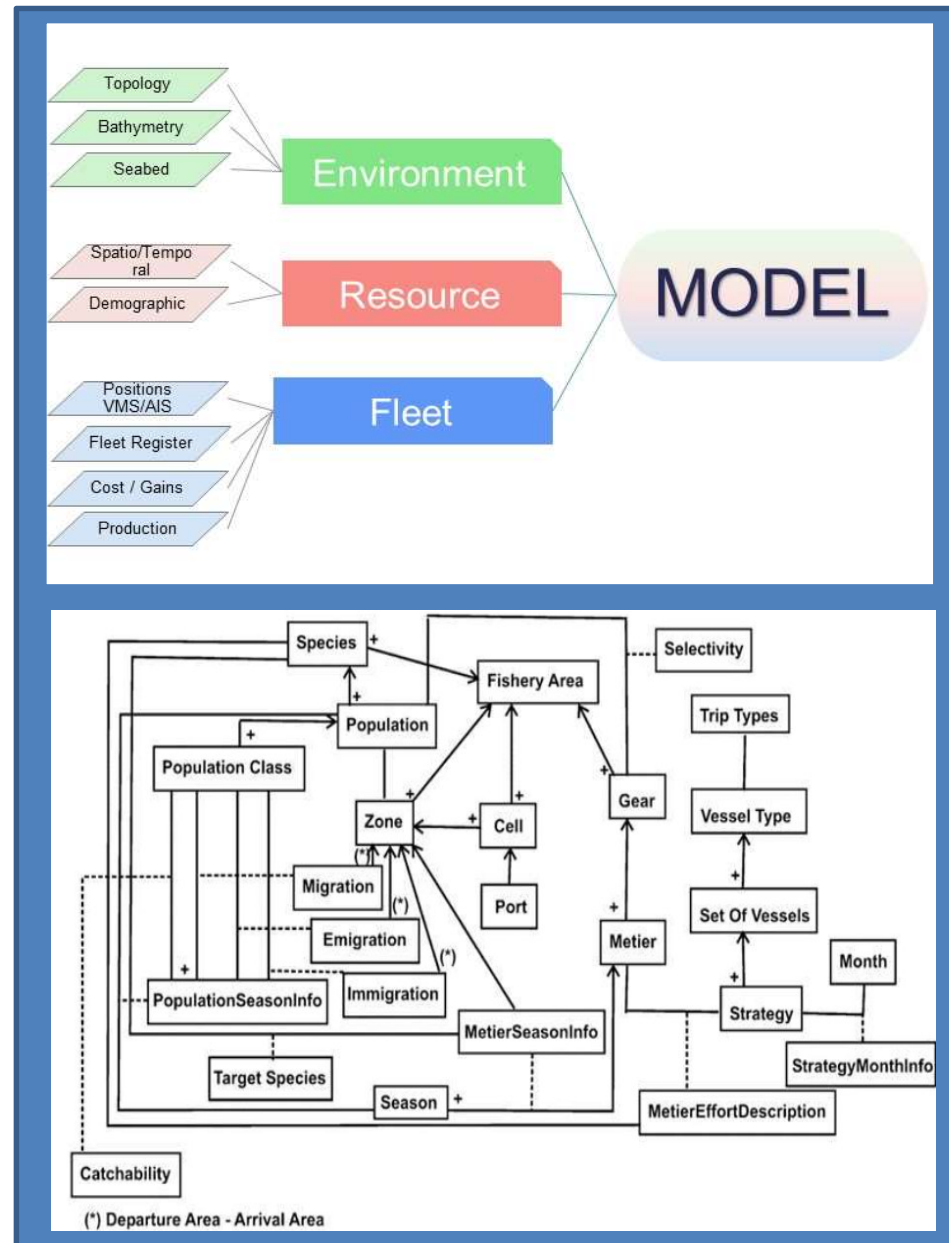 Topology
Bathymetry
Seabed
Environment
Spatio/Tempo
ral
Demographic
Resource
MODEL
Positions
VMS/AIS
Fleet Register
Cost / Gains
Production
Fleet
Species
+
Selectivity
Fishery Area
+
Trip Types
Population
+
Population Class
+
+
+
Gear
Vessel Type
Zone
+
Cell
(*)
Migration
+
Port
+
Set Of Vessels
(*)
Emigration
Metier
Month
(*)
+
+
PopulationSeasonInfo
Immigration
Strategy
MetierSeasonInfo
StrategyMonthInfo
Target Species
Season
+
MetierEffortDescription
Catchability
(*) Departure Area - Arrival Area